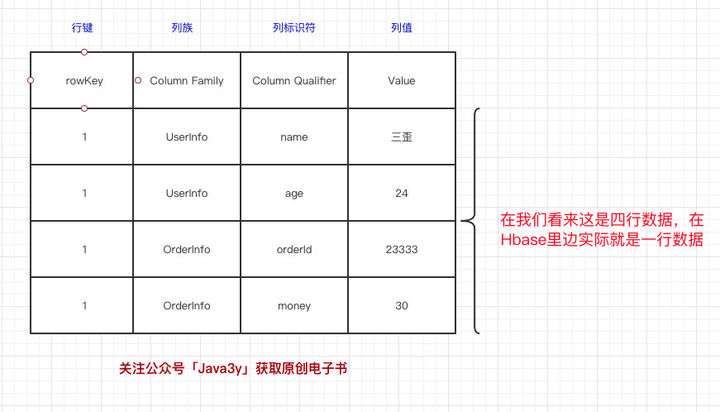 行键 列族 列标识符 列值
rowKey Column Family Column Qualifier Value
1 UserInfo name 三歪
1 UserInfo age 24
1 OrderInfo orderId 23333
1 OrderInfo money 30
在我们看来这是四行数据，在
Hbase里边实际就是一行数据
关注公众号「Java3y」获取原创电子书